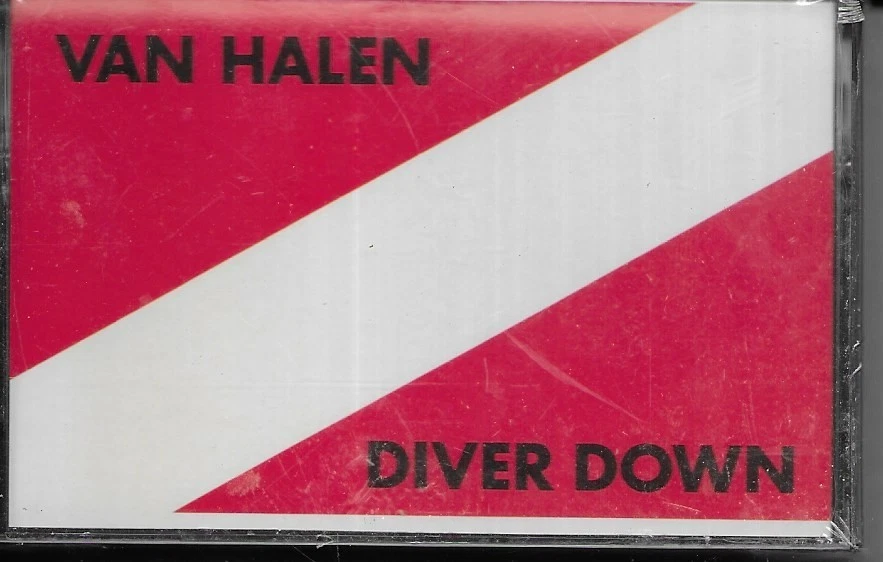 VAN HALEN
DIVER DOWN